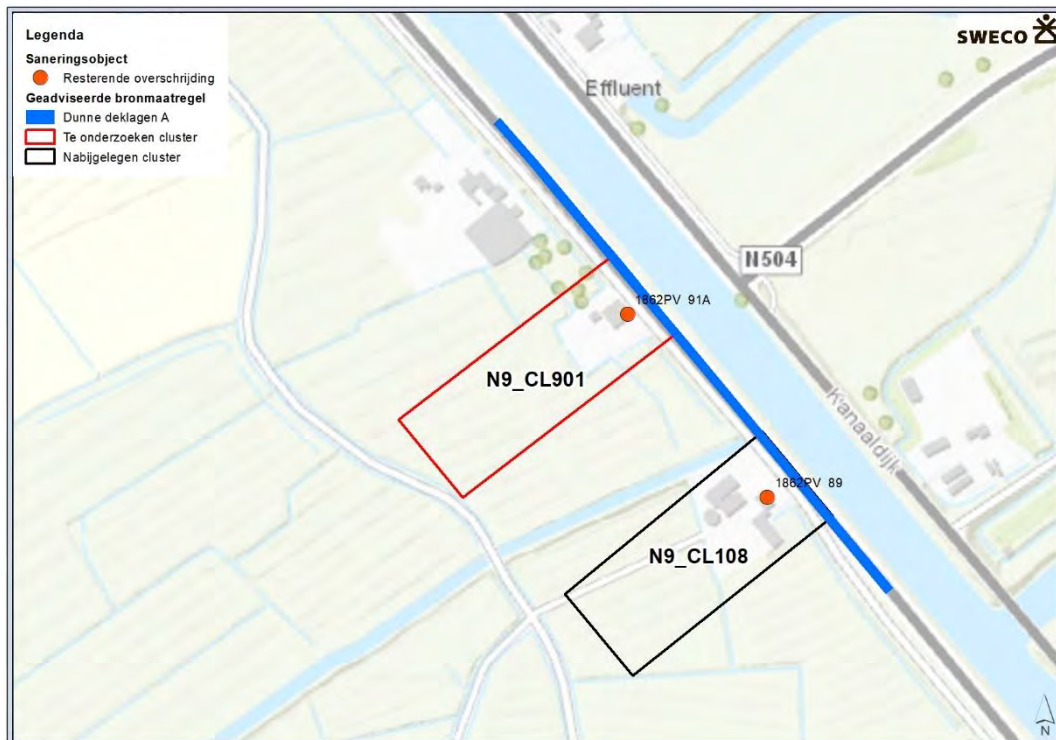 Legenda
Saneringsobject
Resterende overschrijding
Geadviseerde bronmaatregel
Dunne deklagen A
Te onderzoeken cluster
Nabijgelegen cluster
SWECO
Effluent
N504
1862PV 91A
N9_CL901
Kanaaldijk
1862PV 89
N9_CL108
N